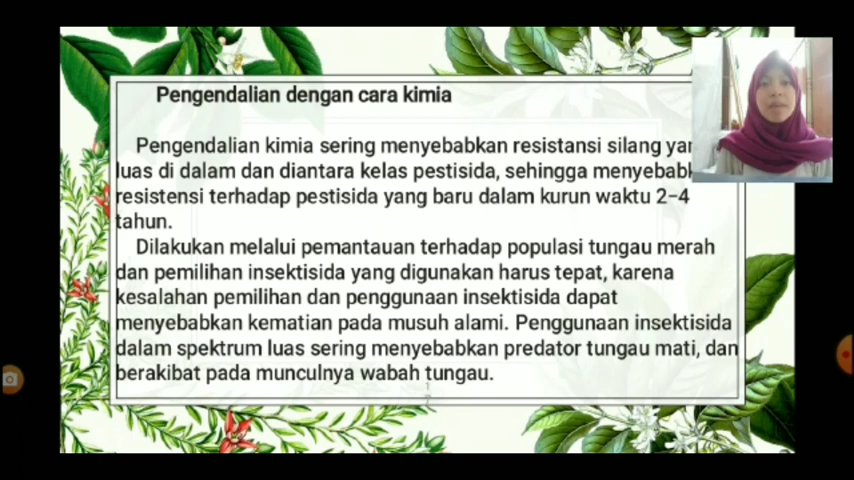 Pengendalian dengan cara kimia
Pengendalian kimia sering menyebabkan resistansi silang
luas di dalam dan diantara kelas pestisida, sehingga
resistensi terhadap pestisida yang baru dalam kurun waktu 2–4
tahun.
Dilakukan melalui pemantauan terhadap populasi tungau merah
dan pemilihan insektisida yang digunakan harus tepat, karena
kesalahan pemilihan dan penggunaan insektisida dapat
menyebabkan kematian pada musuh alami. Penggunaan insektisida
dalam spektrum luas sering menyebabkan predator tungau mati, dan
berakibat pada munculnya wabah tungau.